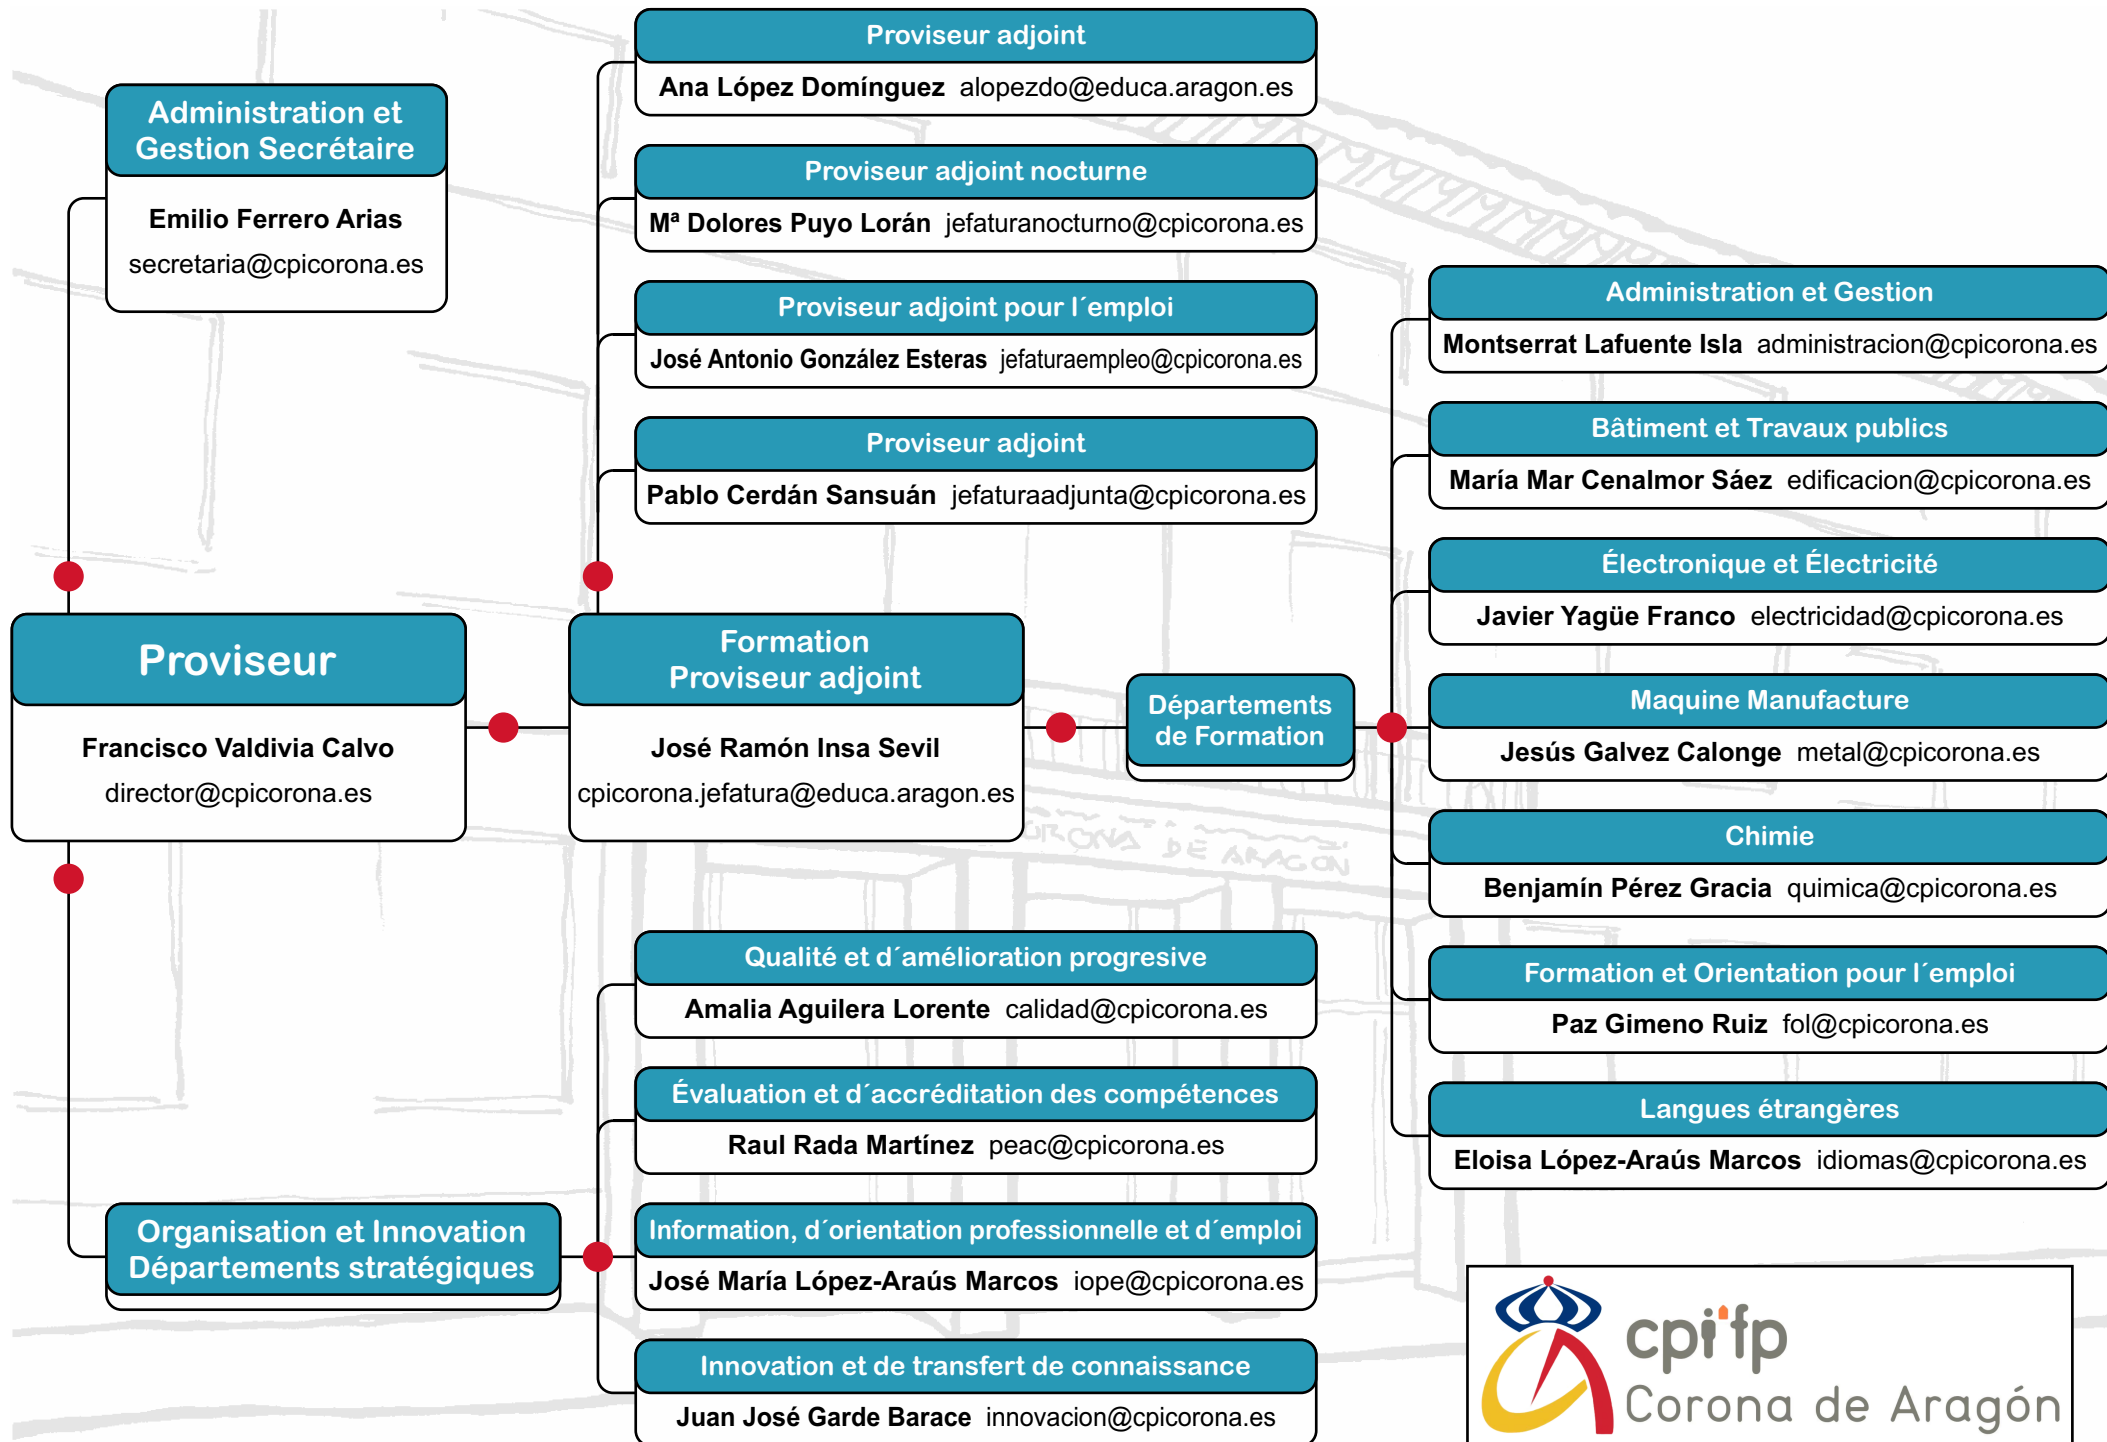 Proviseur adjoint
Ana López Domínguez alopezdo@educa.aragon.es
Administration et
Gestion Secrétaire
Emilio Ferrero Arias
secretaria@cpicorona.es
Proviseur adjoint nocturne
Mª Dolores Puyo Lorán jefaturanocturno@cpicorona.es
Proviseur adjoint pour l´emploi
José Antonio González Esteras jefaturaempleo@cpicorona.es
Proviseur adjoint
Pablo Cerdán Sansuán jefaturaadjunta@cpicorona.es
Proviseur
Francisco Valdivia Calvo
director@cpicorona.es
Formation
Proviseur adjoint
José Ramón Insa Sevil
cpicorona.jefatura@educa.aragon.es
Départements
de Formation
Administration et Gestion
Montserrat Lafuente Isla administracion@cpicorona.es
Bâtiment et Travaux publics
María Mar Cenalmor Sáez edificacion@cpicorona.es
Électronique et Électricité
Javier Yagüe Franco electricidad@cpicorona.es
Maquine Manufacture
Jesús Galvez Calonge metal@cpicorona.es
Chimie
Benjamín Pérez Gracia quimica@cpicorona.es
Formation et Orientation pour l´emploi
Paz Gimeno Ruiz fol@cpicorona.es
Langues étrangères
Eloisa López-Araús Marcos idiomas@cpicorona.es
CORONA DE ARAGON
Organisation et Innovation
Départements stratégiques
Qualité et d´amélioration progresive
Amalia Aguilera Lorente calidad@cpicorona.es
Évaluation et d´accréditation des compétences
Raul Rada Martínez peac@cpicorona.es
Information, d´orientation professionnelle et d´emploi
José María López-Araús Marcos iope@cpicorona.es
Innovation et de transfert de connaissance
Juan José Garde Barace innovacion@cpicorona.es
cpi fp
Corona de Aragón